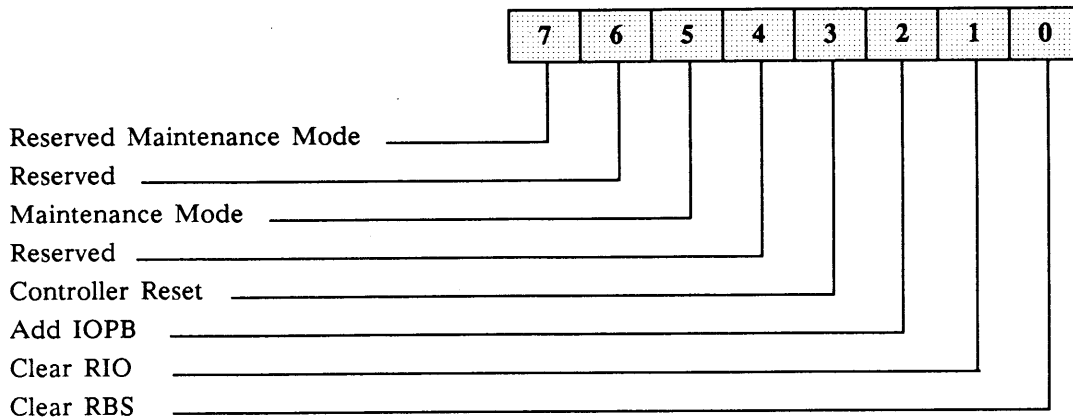 7 6 5 4 3 2 1 0
Reserved Maintenance Mode
Reserved
Maintenance Mode
Reserved
Controller Reset
Add IOPB
Clear RIO
Clear RBS